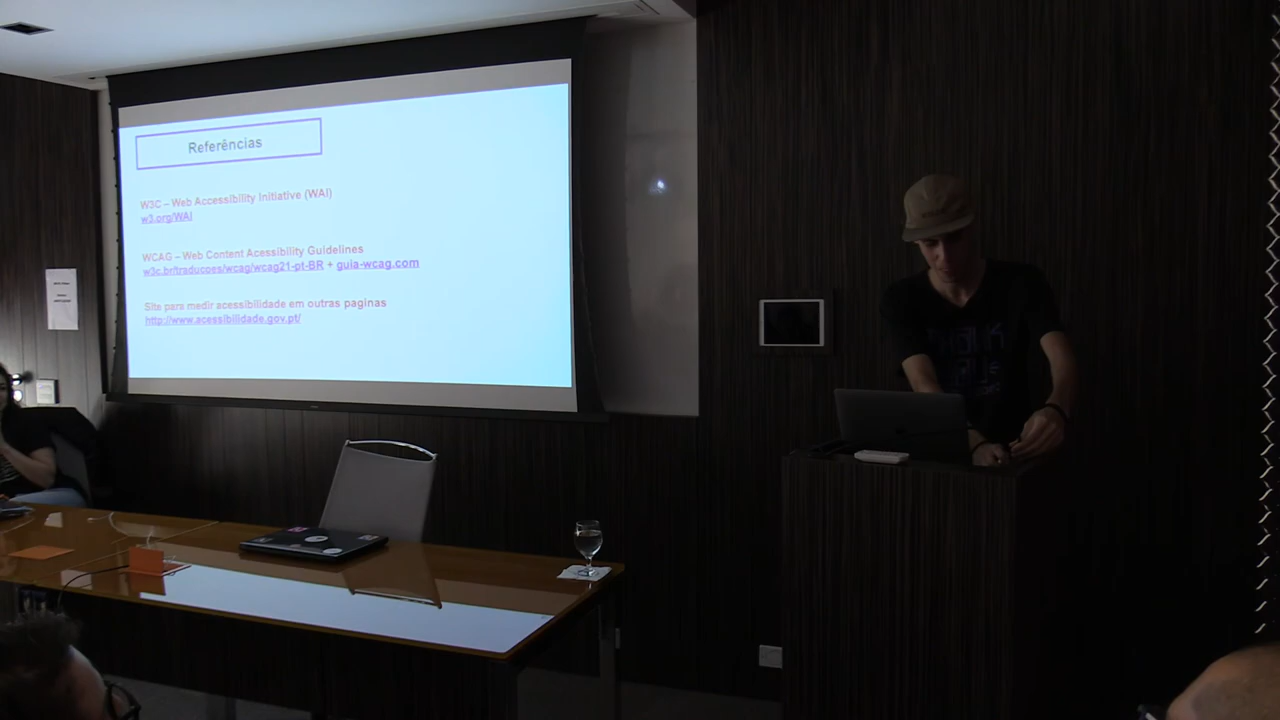 Referências
W3C – Web Accessibility Initiative (WAI)
w3.org/WAI
WCAG – Web Content Acessibility Guidelines
w3c.br/traducoes/wcag/wcag21-pt-BR + guia-wcag.com
Site para medir acessibilidade em outras paginas
http://www.acessibilidade.gov.pt/